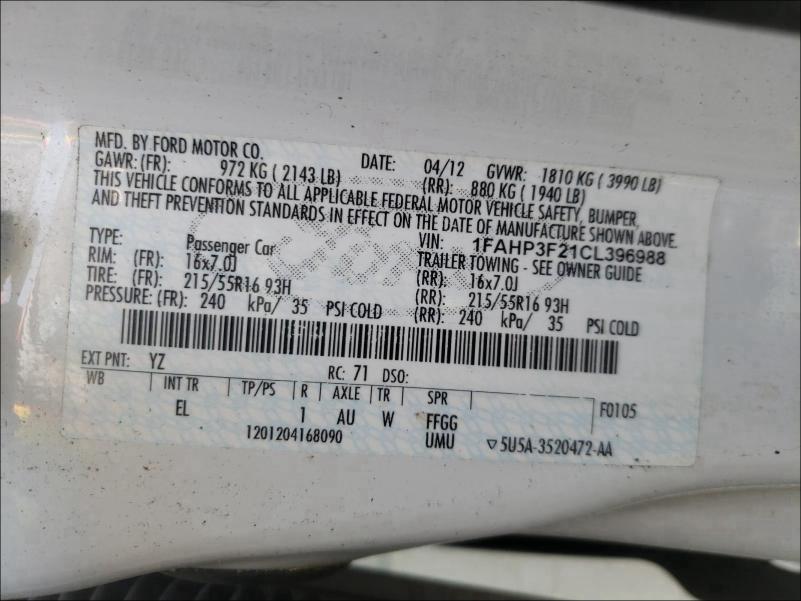 MFD. BY FORD MOTOR CO.
DATE: 04/12 GVWR: 1810 KG ( 3990 LB)
GAWR: (FR): 972 KG ( 2143 LB) (RR): 880 KG ( 1940 LB)
THIS VEHICLE CONFORMS TO ALL APPLICABLE FEDERAL MOTOR VEHICLE SAFETY, BUMPER,
AND THEFT PREVENTION STANDARDS IN EFFECT ON THE DATE OF MANUFACTURE SHOWN ABOVE.
VIN: 1FAHP3F21CL396988
TYPE: Passenger Car TRAILER TOWING - SEE OWNER GUIDE
RIM: (FR): 16x7.0J (RR): 16x7.0J
TIRE: (FR): 215/55R16 93H (RR): 215/55R16 93H
PRESSURE: (FR): 240 kPa/ 35 PSI COLD (RR): 240 kPa/ 35 PSI COLD
EXT PNT: YZ RC: 71 DSO:
WB INT TR TP/PS R AXLE TR SPR F0105
EL 1 AU W FFGG
1201204168090 UMU ▽5U5A-3520472-AA